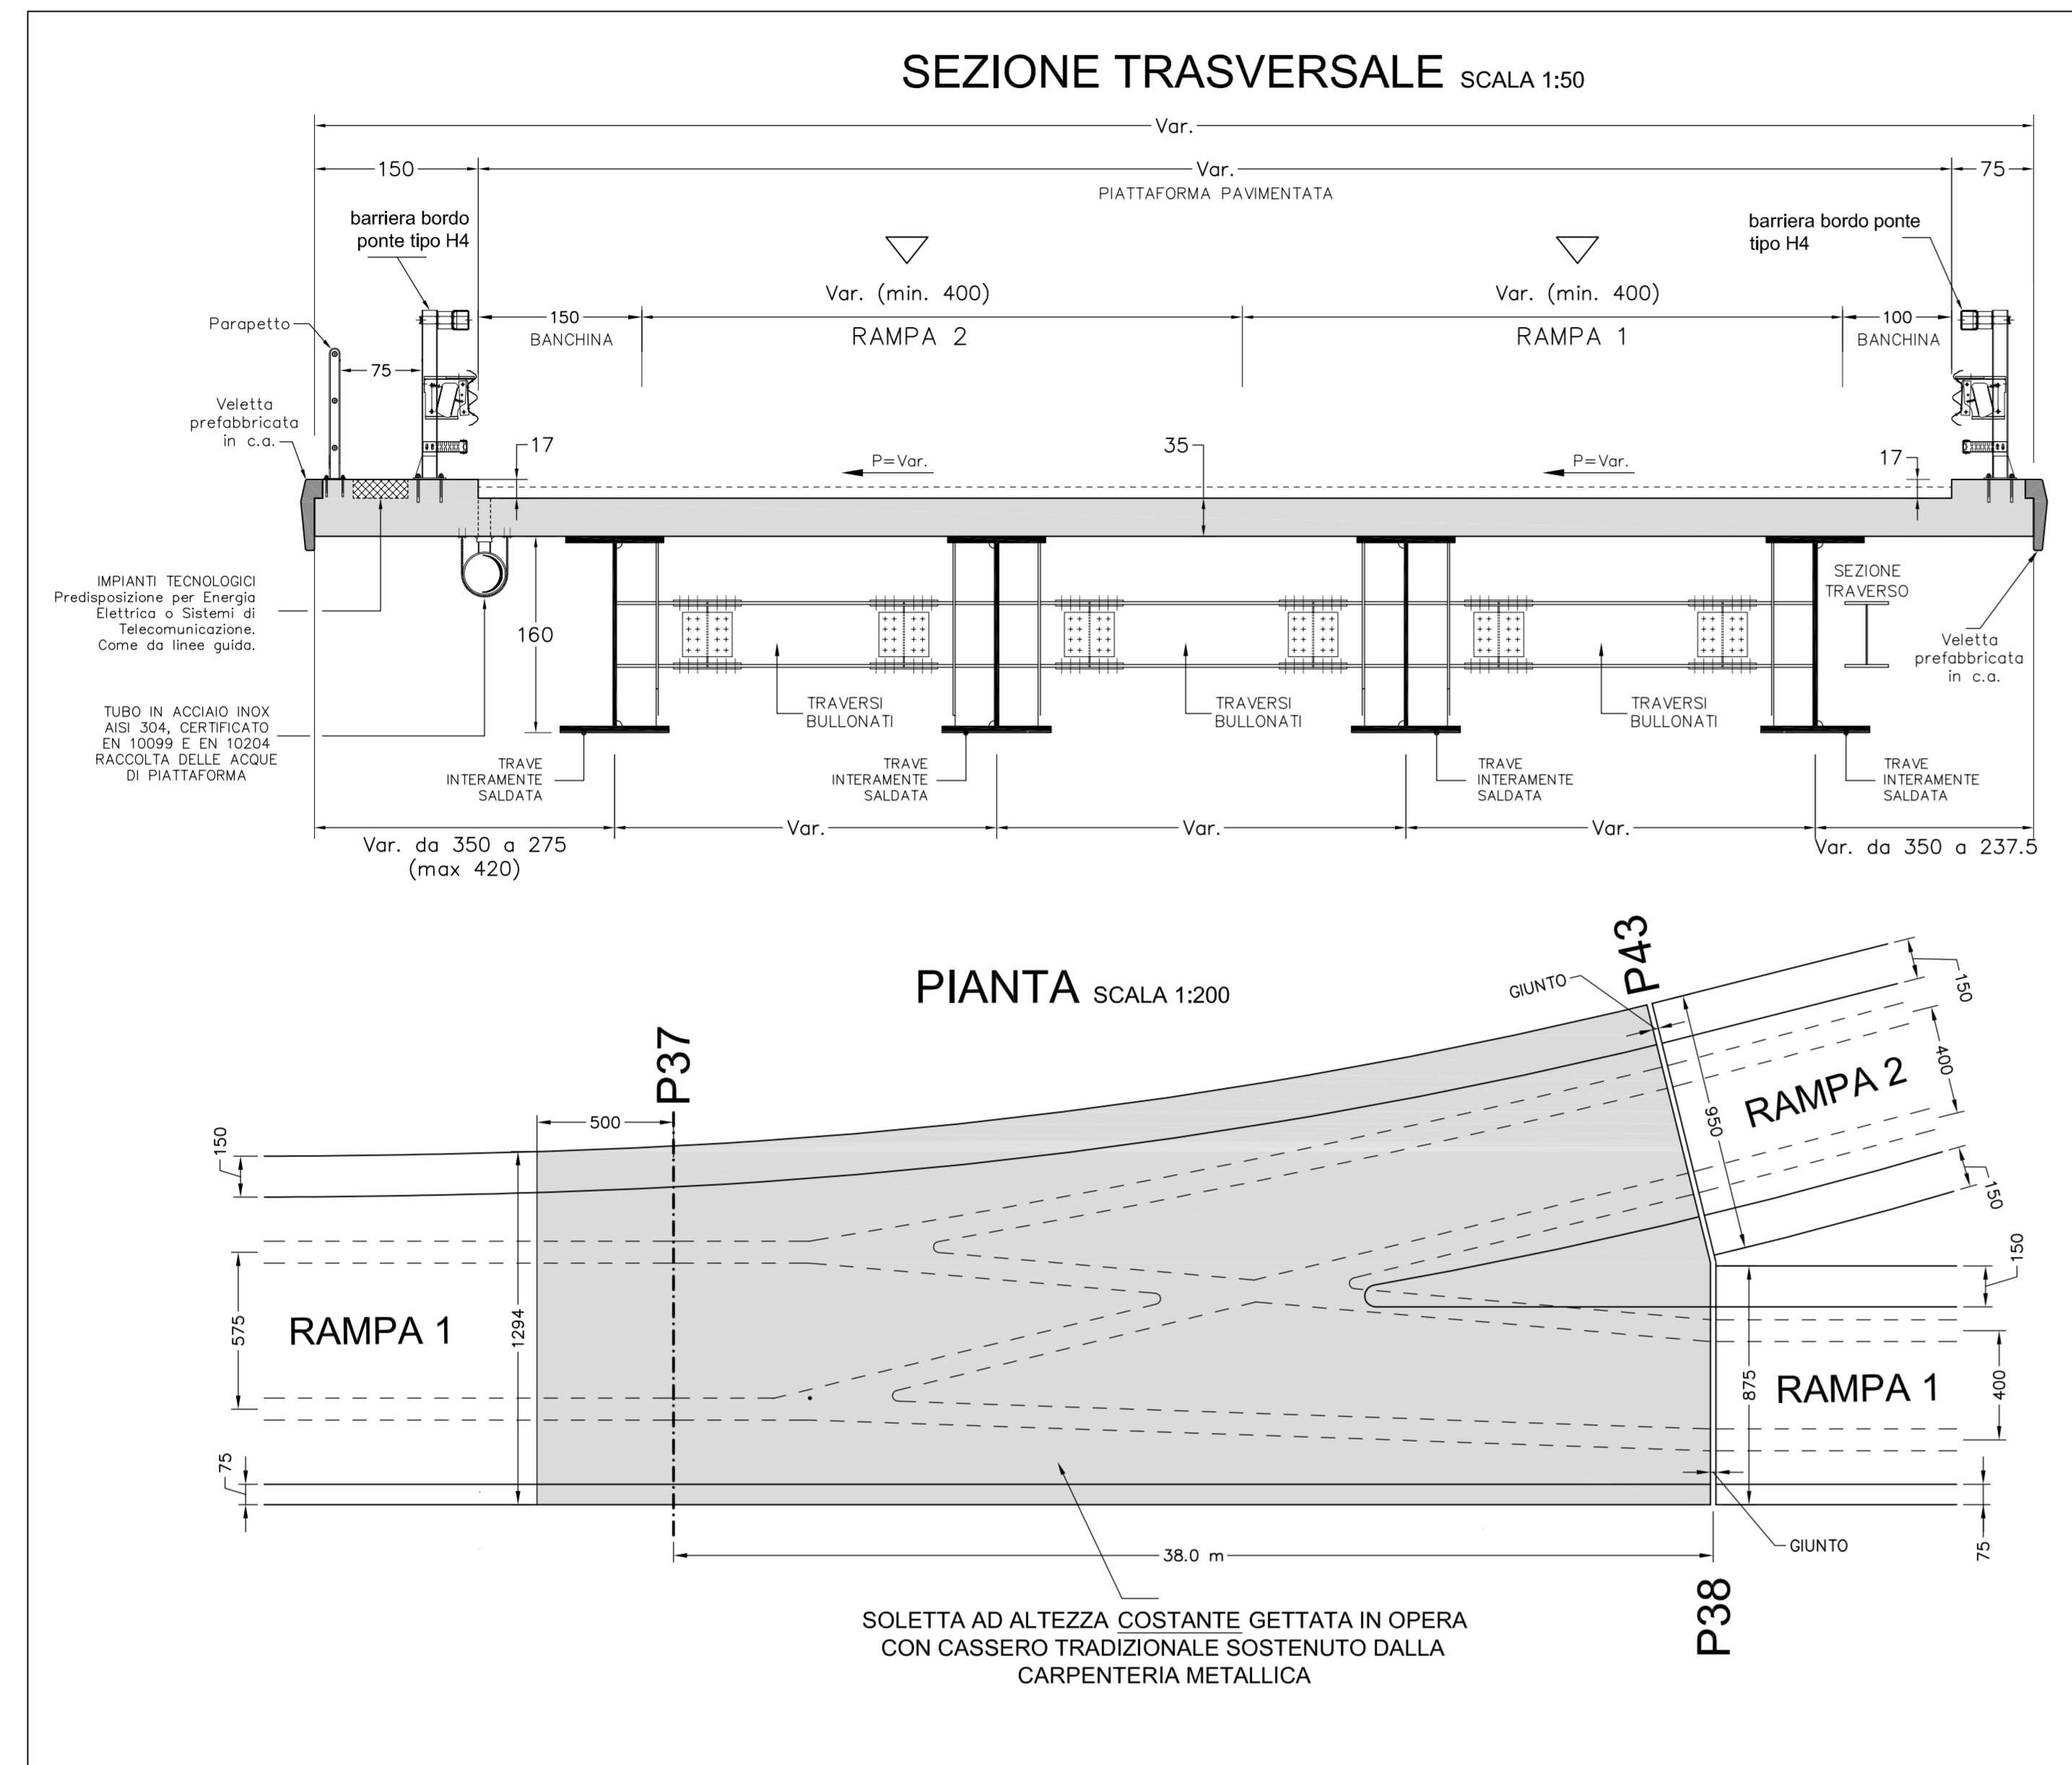 SEZIONE TRASVERSALE SCALA 1:50
Var.
150
Var.
75
PIATTAFORMA PAVIMENTATA
barriera bordo
ponte tipo H4
barriera bordo ponte
tipo H4
Var. (min. 400)
Var. (min. 400)
Parapetto
150
BANCHINA
RAMPA 2
RAMPA 1
100
BANCHINA
75
Veletta
prefabbricata
in c.a.
17
35
P=Var.
P=Var.
17
IMPIANTI TECNOLOGICI
Predisposizione per Energia
Elettrica o Sistemi di
Telecomunicazione.
Come da linee guida.
160
SEZIONE
TRAVERSO
Veletta
prefabbricata
in c.a.
TUBO IN ACCIAIO INOX
AISI 304, CERTIFICATO
EN 10099 E EN 10204
RACCOLTA DELLE ACQUE
DI PIATTAFORMA
TRAVERSI
BULLONATI
TRAVERSI
BULLONATI
TRAVERSI
BULLONATI
TRAVE
INTERAMENTE
SALDATA
TRAVE
INTERAMENTE
SALDATA
TRAVE
INTERAMENTE
SALDATA
TRAVE
INTERAMENTE
SALDATA
Var. da 350 a 275
(max 420)
Var.
Var.
Var.
Var. da 350 a 237.5
PIANTA SCALA 1:200
GIUNTO
P43
150
P37
500
150
400
RAMPA 2
950
150
150
575
RAMPA 1
1294
875
RAMPA 1
400
75
38.0 m
GIUNTO
75
P38
SOLETTA AD ALTEZZA COSTANTE GETTATA IN OPERA
CON CASSERO TRADIZIONALE SOSTENUTO DALLA
CARPENTERIA METALLICA